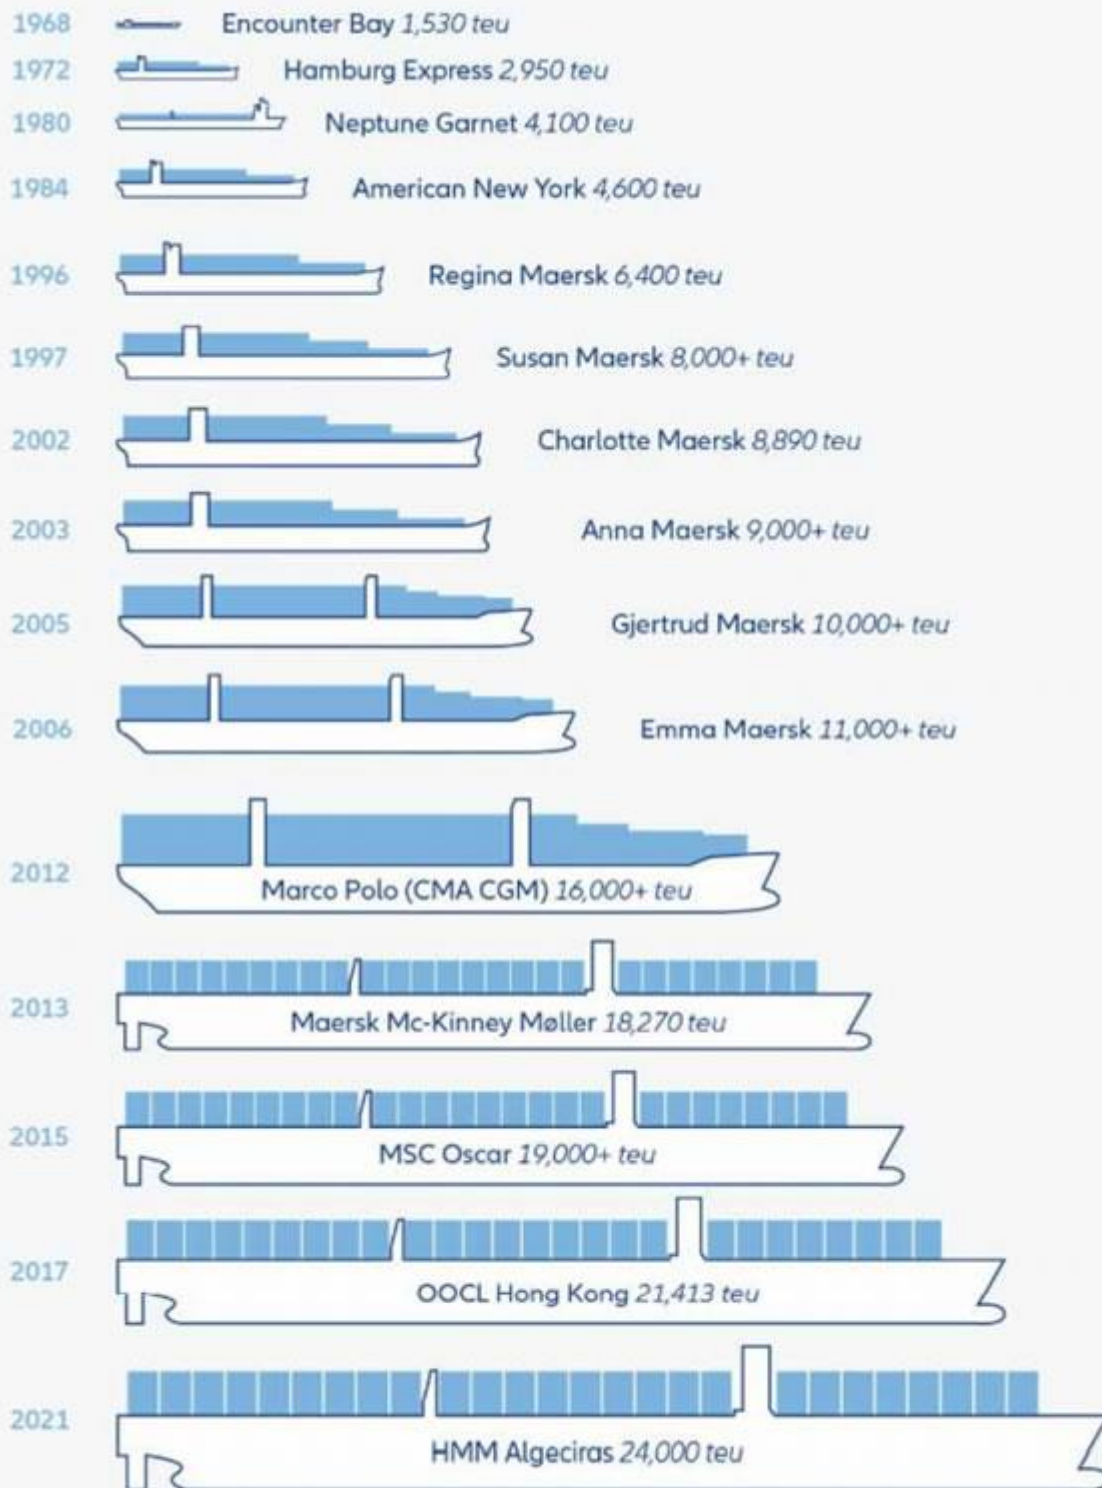 1968 Encounter Bay 1,530 teu
1972 Hamburg Express 2,950 teu
1980 Neptune Garnet 4,100 teu
1984 American New York 4,600 teu
1996 Regina Maersk 6,400 teu
1997 Susan Maersk 8,000+ teu
2002 Charlotte Maersk 8,890 teu
2003 Anna Maersk 9,000+ teu
2005 Gjertrud Maersk 10,000+ teu
2006 Emma Maersk 11,000+ teu
2012 Marco Polo (CMA CGM) 16,000+ teu
2013 Maersk Mc-Kinney Møller 18,270 teu
2015 MSC Oscar 19,000+ teu
2017 OOCL Hong Kong 21,413 teu
2021 HMM Algeciras 24,000 teu